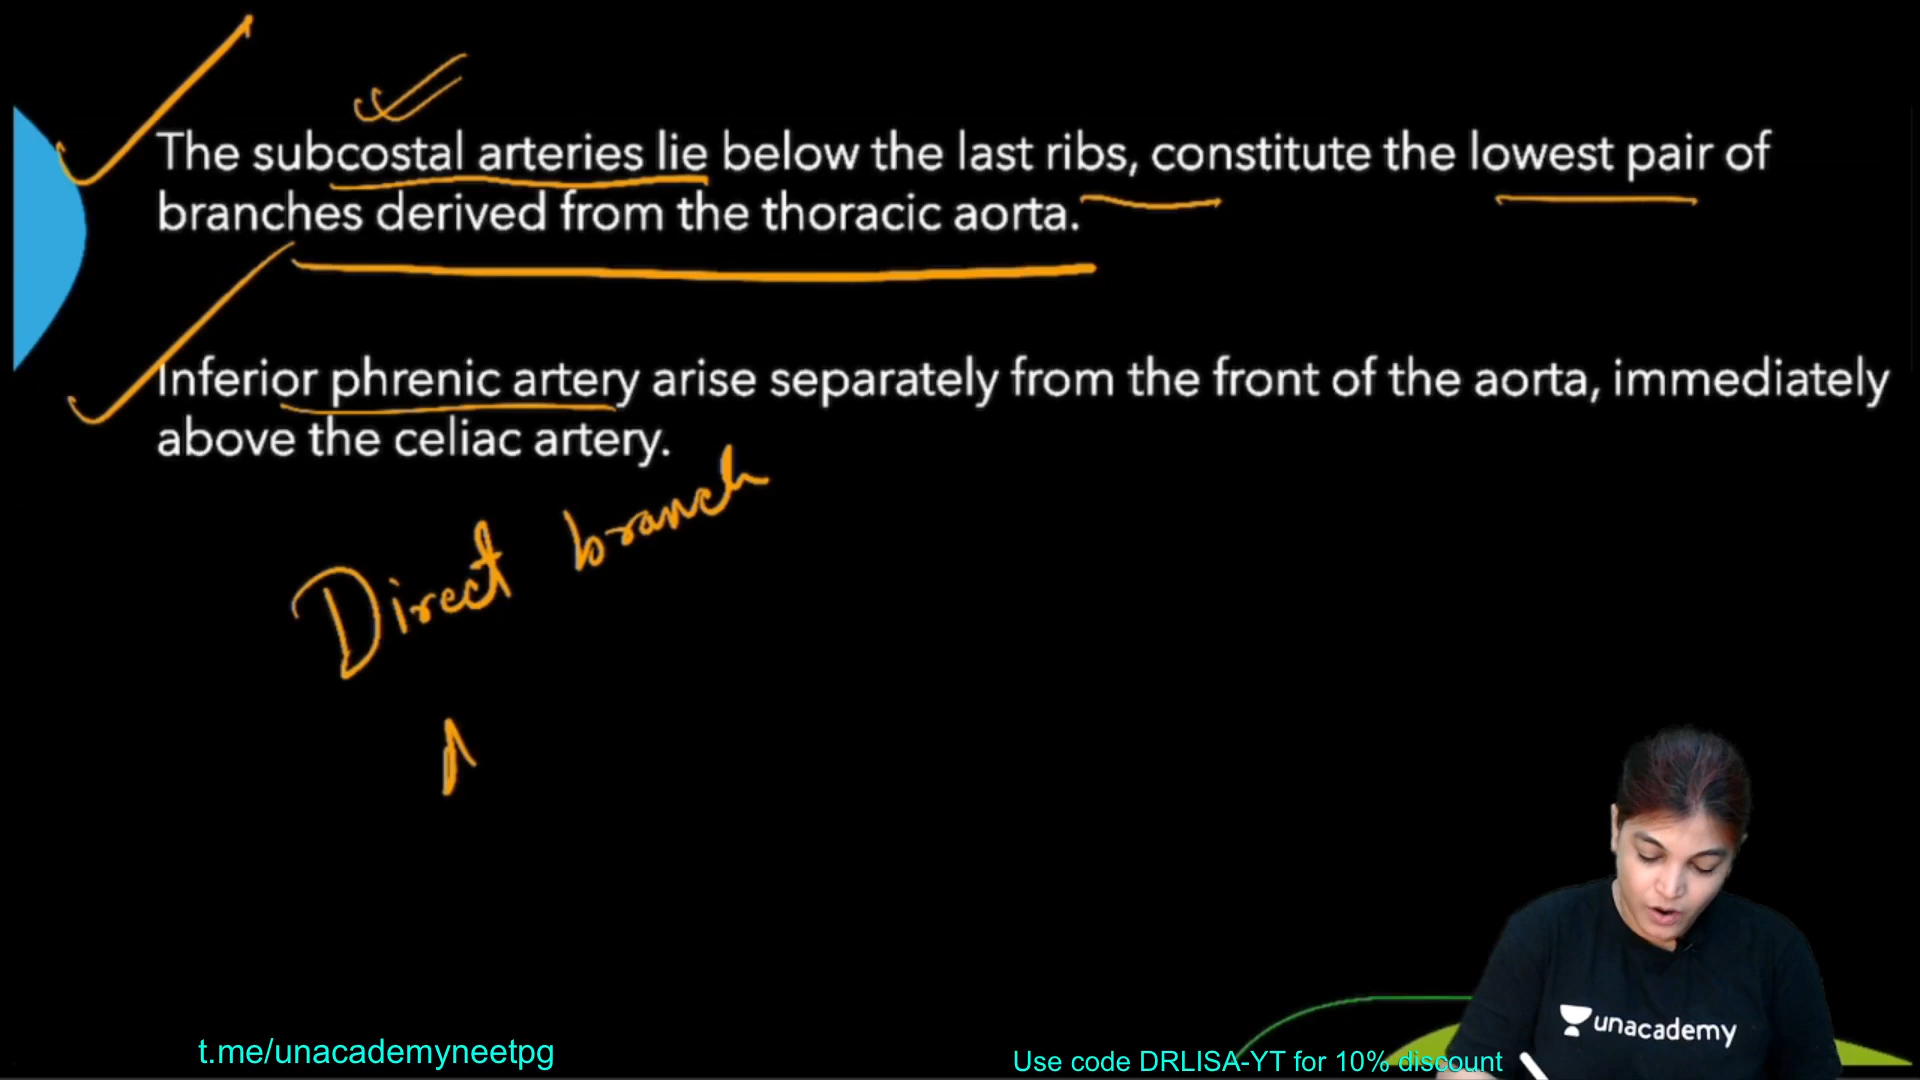 The subcostal arteries lie below the last ribs, constitute the lowest pair of
branches derived from the thoracic aorta.
Inferior phrenic artery arise separately from the front of the aorta, immediately
above the celiac artery.
Direct branch
unacademy
t.me/unacademyneetpg
Use code DRLISA-YT for 10% discount